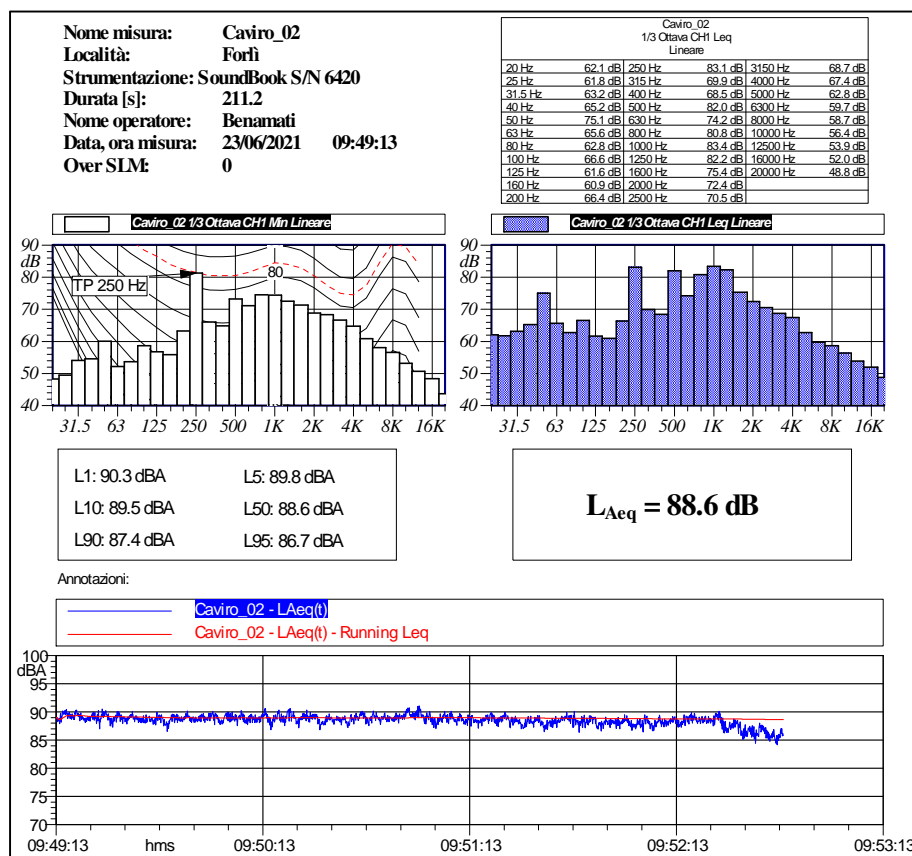 Nome misura: Caviro_02
Località: Forlì
Strumentazione: SoundBook S/N 6420
Durata [s]: 211.2
Nome operatore: Benamati
Data, ora misura: 23/06/2021 09:49:13
Over SLM: 0
Caviro_02
1/3 Ottava CH1 Leq
Lineare
20 Hz 62.1 dB 250 Hz 83.1 dB 3150 Hz 68.7 dB
25 Hz 61.8 dB 315 Hz 69.9 dB 4000 Hz 67.4 dB
31.5 Hz 63.2 dB 400 Hz 68.5 dB 5000 Hz 62.8 dB
40 Hz 65.2 dB 500 Hz 82.0 dB 6300 Hz 59.7 dB
50 Hz 75.1 dB 630 Hz 74.2 dB 8000 Hz 58.7 dB
63 Hz 65.6 dB 800 Hz 80.8 dB 10000 Hz 56.4 dB
80 Hz 62.8 dB 1000 Hz 83.4 dB 12500 Hz 53.9 dB
100 Hz 66.6 dB 1250 Hz 82.2 dB 16000 Hz 52.0 dB
125 Hz 61.6 dB 1600 Hz 75.4 dB 20000 Hz 48.8 dB
160 Hz 60.9 dB 2000 Hz 72.4 dB
200 Hz 66.4 dB 2500 Hz 70.5 dB
Caviro_02 1/3 Ottava CH1 Min Lineare
90
dB
80
70
60
50
40
TP 250 Hz
80
31.5 63 125 250 500 1K 2K 4K 8K 16K
Caviro_02 1/3 Ottava CH1 Leq Lineare
90
dB
80
70
60
50
40
31.5 63 125 250 500 1K 2K 4K 8K 16K
L1: 90.3 dBA L5: 89.8 dBA
L10: 89.5 dBA L50: 88.6 dBA
L90: 87.4 dBA L95: 86.7 dBA
LAeq = 88.6 dB
Annotazioni:
Caviro_02 - LAeq(t)
Caviro_02 - LAeq(t) - Running Leq
100
dBA
95
90
85
80
75
70
09:49:13 hms 09:50:13 09:51:13 09:52:13 09:53:13